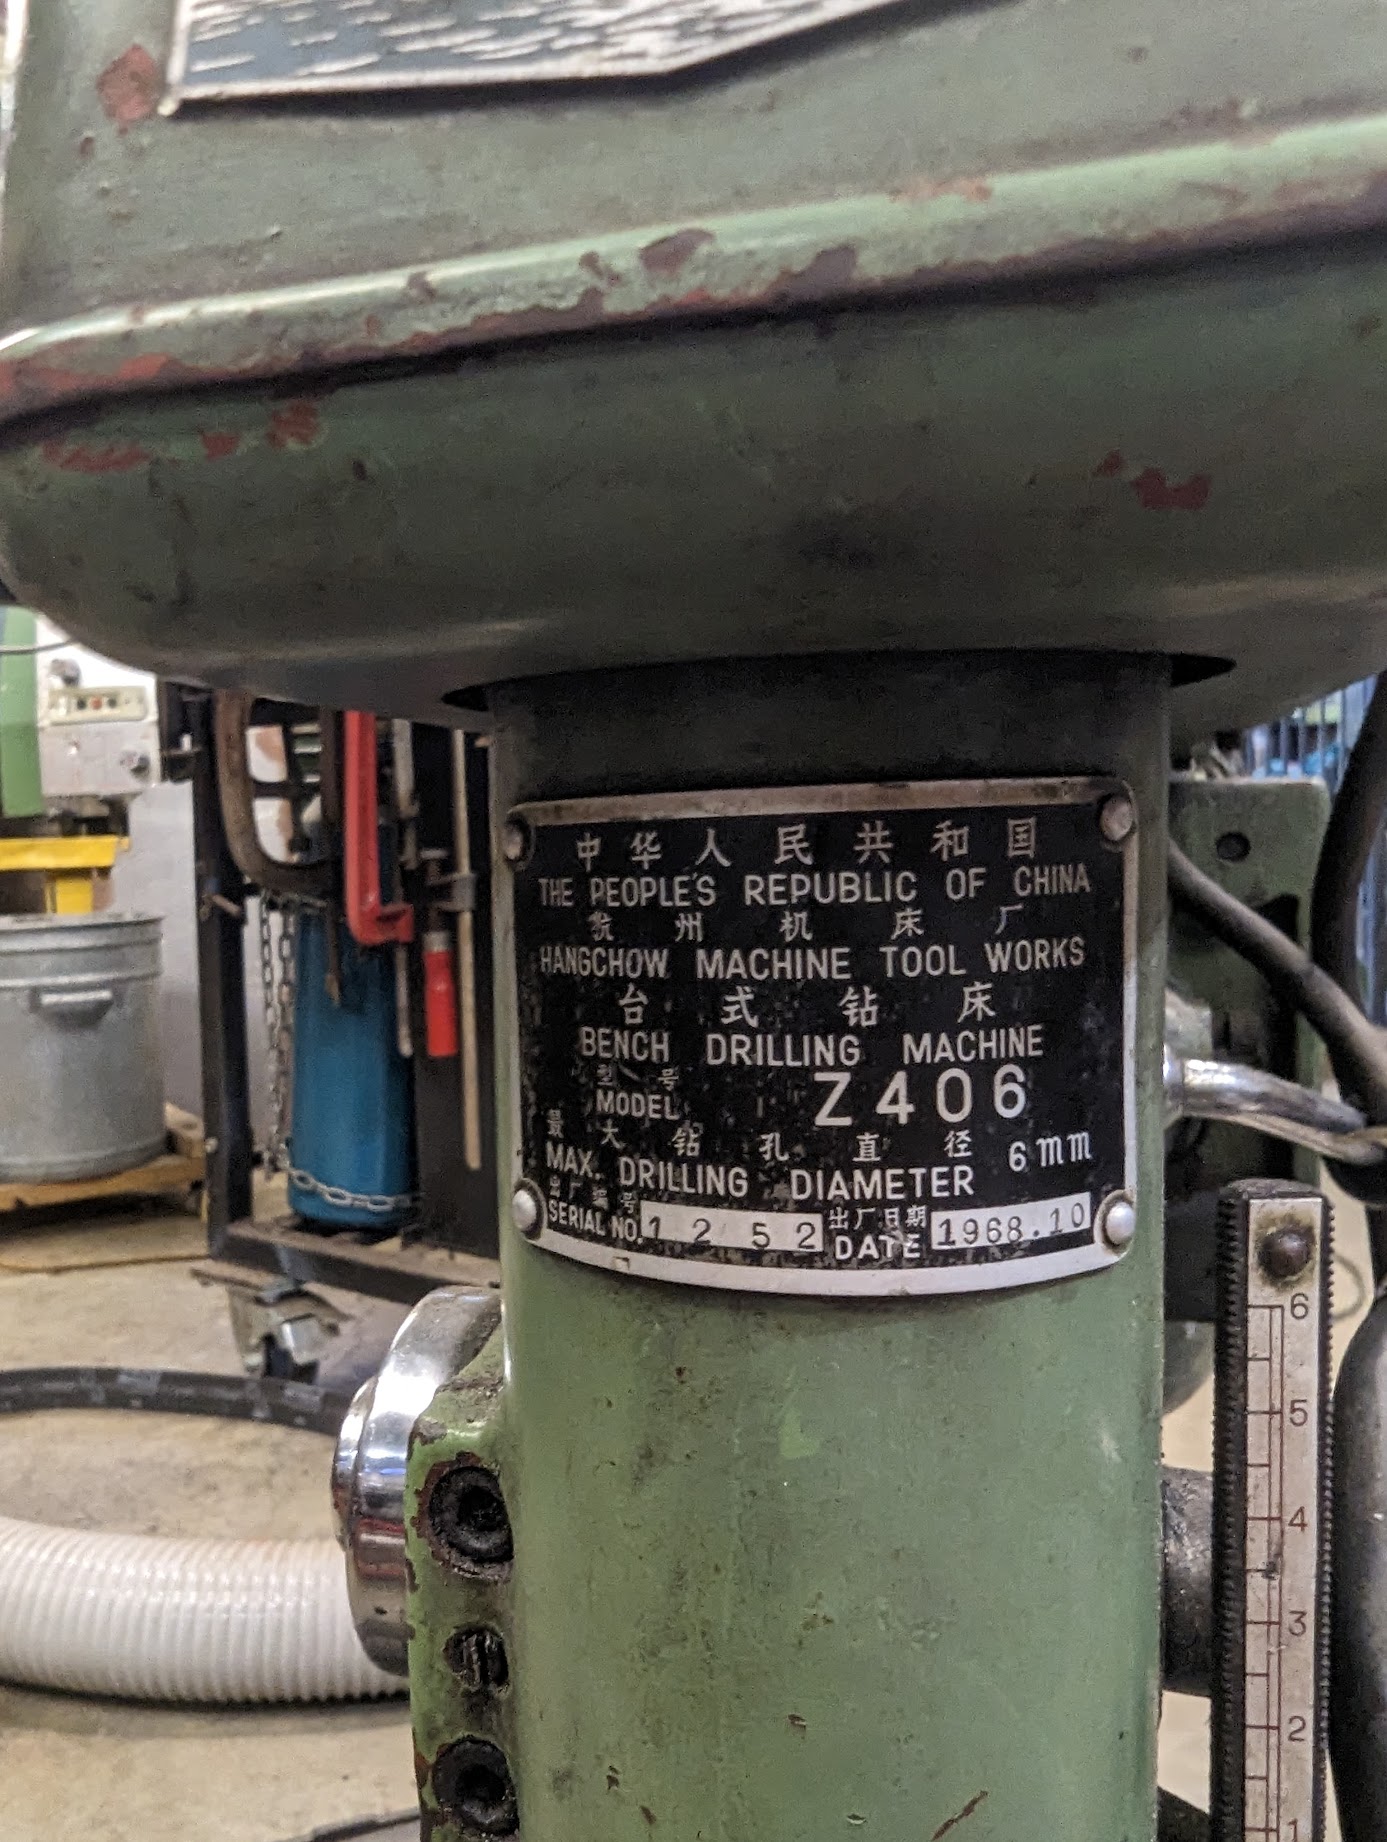 中华人民共和国
THE PEOPLE'S REPUBLIC OF CHINA
杭州机床厂
HANGCHOW MACHINE TOOL WORKS
台式钻床
BENCH DRILLING MACHINE
型号
MODEL Z406
最大钻孔直径
MAX. DRILLING DIAMETER 6mm
出厂编号 出厂日期
SERIAL NO. 1252 DATE 1968.10
6
5
4
3
2
1